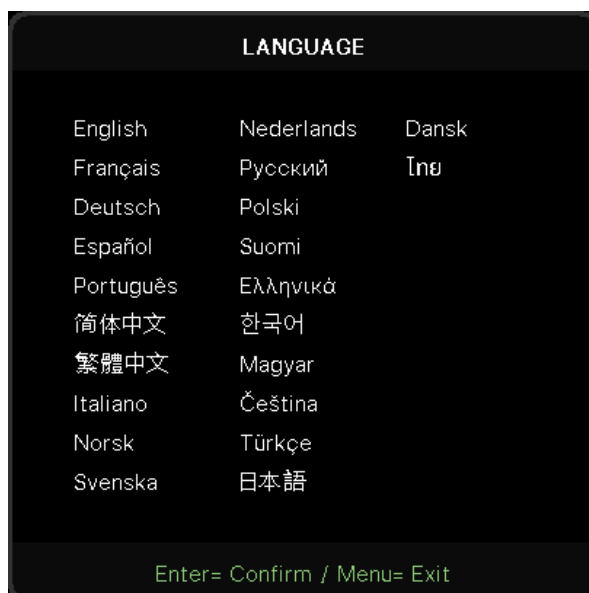 LANGUAGE
English Nederlands Dansk
Français Русский ไทย
Deutsch Polski
Español Suomi
Português Ελληνικά
简体中文 한국어
繁體中文 Magyar
Italiano Čeština
Norsk Türkçe
Svenska 日本語
Enter= Confirm / Menu= Exit